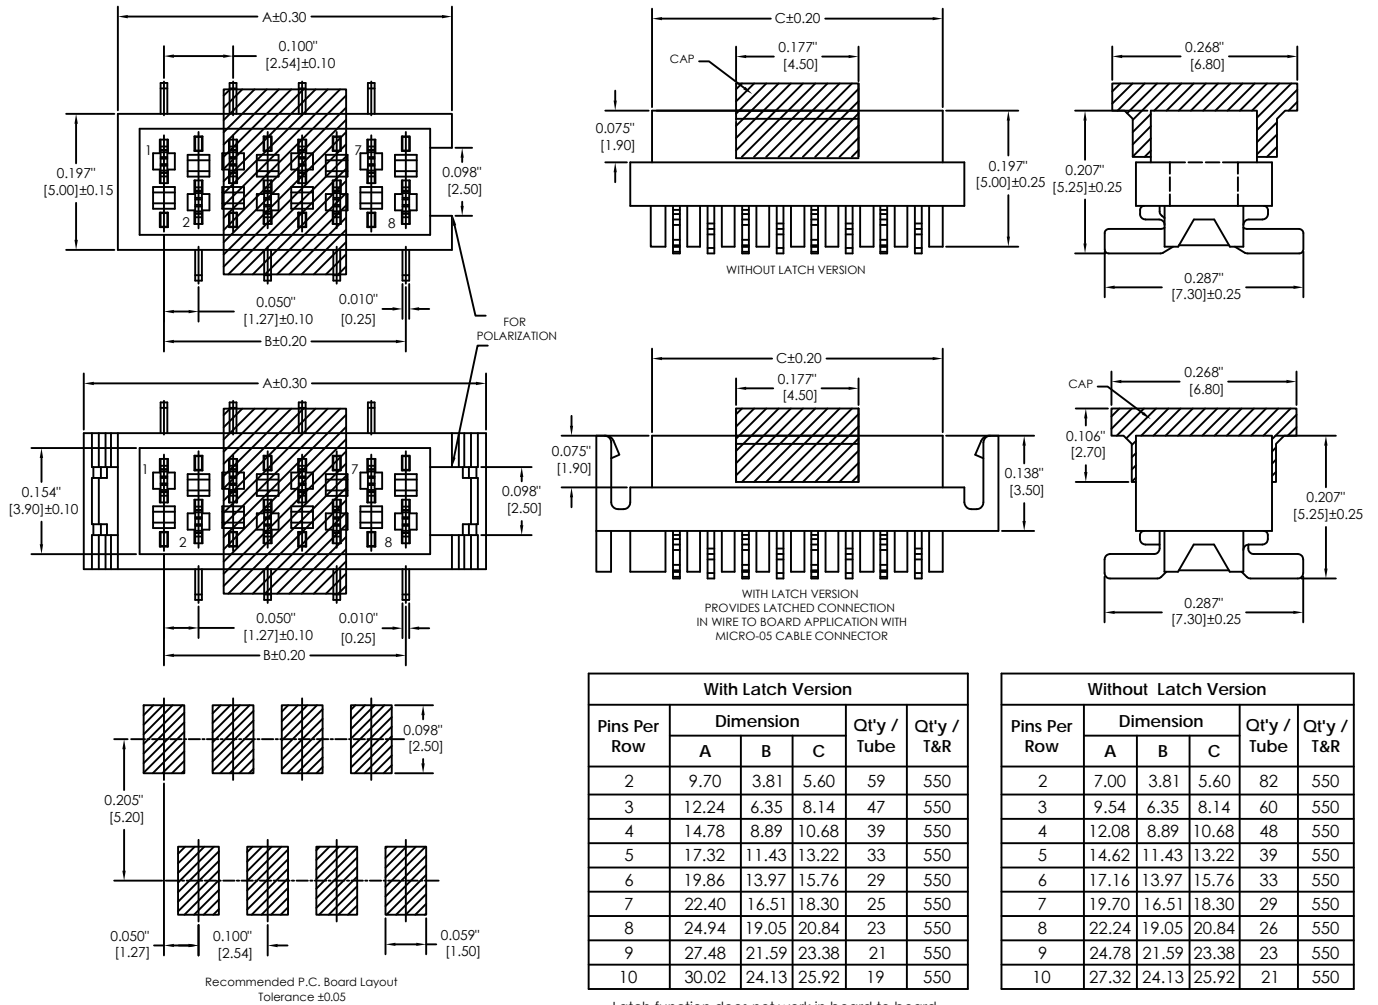 A±0.30
0.100"
[2.54]±0.10
0.197"
[5.00]±0.15
1
7
2
8
0.098"
[2.50]
0.050"
[1.27]±0.10
0.010"
[0.25]
B±0.20
FOR
POLARIZATION
C±0.20
CAP
0.177"
[4.50]
0.075"
[1.90]
0.197"
[5.00]±0.25
WITHOUT LATCH VERSION
0.268"
[6.80]
0.207"
[5.25]±0.25
0.287"
[7.30]±0.25
A±0.30
0.154"
[3.90]±0.10
1
7
2
8
0.098"
[2.50]
0.050"
[1.27]±0.10
0.010"
[0.25]
B±0.20
C±0.20
0.177"
[4.50]
0.075"
[1.90]
0.138"
[3.50]
WITH LATCH VERSION
PROVIDES LATCHED CONNECTION
IN WIRE TO BOARD APPLICATION WITH
MICRO-05 CABLE CONNECTOR
CAP
0.268"
[6.80]
0.106"
[2.70]
0.207"
[5.25]±0.25
0.287"
[7.30]±0.25
0.098"
[2.50]
0.205"
[5.20]
0.050"
[1.27]
0.100"
[2.54]
0.059"
[1.50]
Recommended P.C. Board Layout
Tolerance ±0.05
With Latch Version
Pins Per Row Dimension Qt'y / Tube Qt'y / T&R
A B C
2 9.70 3.81 5.60 59 550
3 12.24 6.35 8.14 47 550
4 14.78 8.89 10.68 39 550
5 17.32 11.43 13.22 33 550
6 19.86 13.97 15.76 29 550
7 22.40 16.51 18.30 25 550
8 24.94 19.05 20.84 23 550
9 27.48 21.59 23.38 21 550
10 30.02 24.13 25.92 19 550
Without Latch Version
Pins Per Row Dimension Qt'y / Tube Qt'y / T&R
A B C
2 7.00 3.81 5.60 82 550
3 9.54 6.35 8.14 60 550
4 12.08 8.89 10.68 48 550
5 14.62 11.43 13.22 39 550
6 17.16 13.97 15.76 33 550
7 19.70 16.51 18.30 29 550
8 22.24 19.05 20.84 26 550
9 24.78 21.59 23.38 23 550
10 27.32 24.13 25.92 21 550
Latch function does not work in board to board